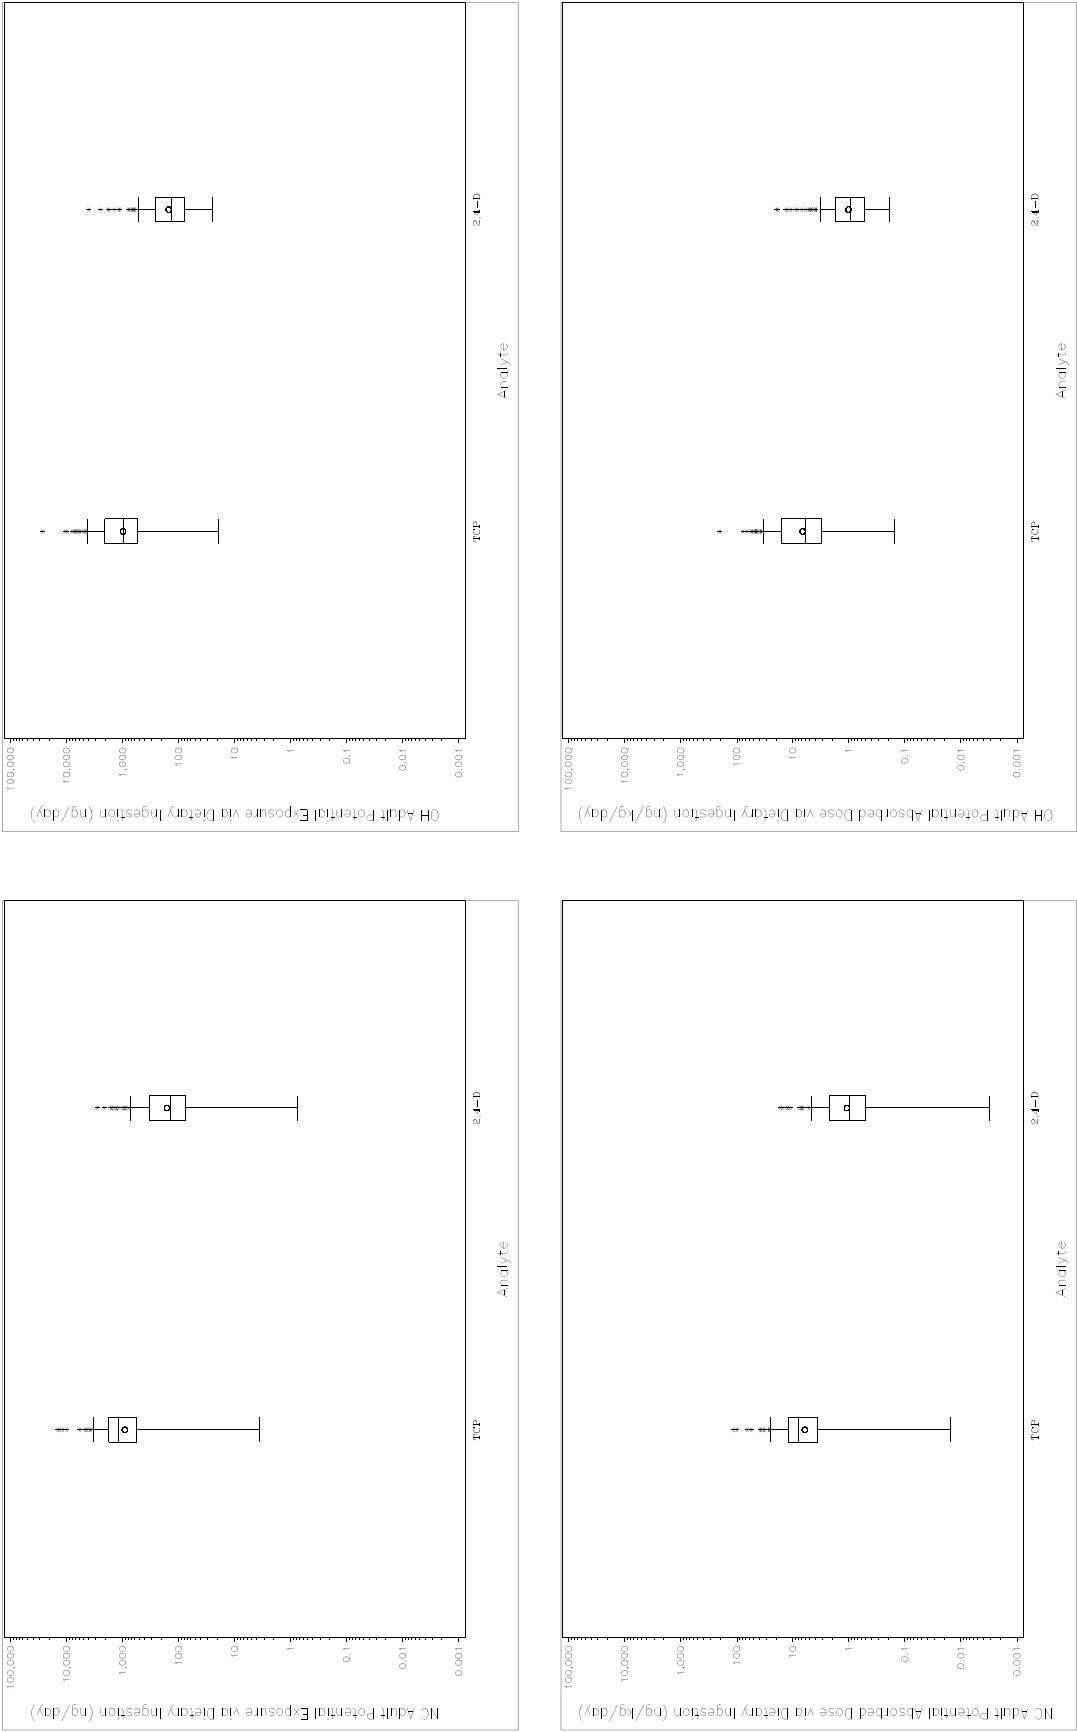 NC Adult Potential Exposure via Dietary Ingestion (ng/day)
100,000
10,000
1,000
100
10
1
0.1
0.01
0.001
TCP
2,4-D
Analyte
OH Adult Potential Exposure via Dietary Ingestion (ng/day)
100,000
10,000
1,000
100
10
1
0.1
0.01
0.001
TCP
2,4-D
Analyte
NC Adult Potential Absorbed Dose via Dietary Ingestion (ng/kg/day)
100,000
10,000
1,000
100
10
1
0.1
0.01
0.001
TCP
2,4-D
Analyte
OH Adult Potential Absorbed Dose via Dietary Ingestion (ng/kg/day)
100,000
10,000
1,000
100
10
1
0.1
0.01
0.001
TCP
2,4-D
Analyte